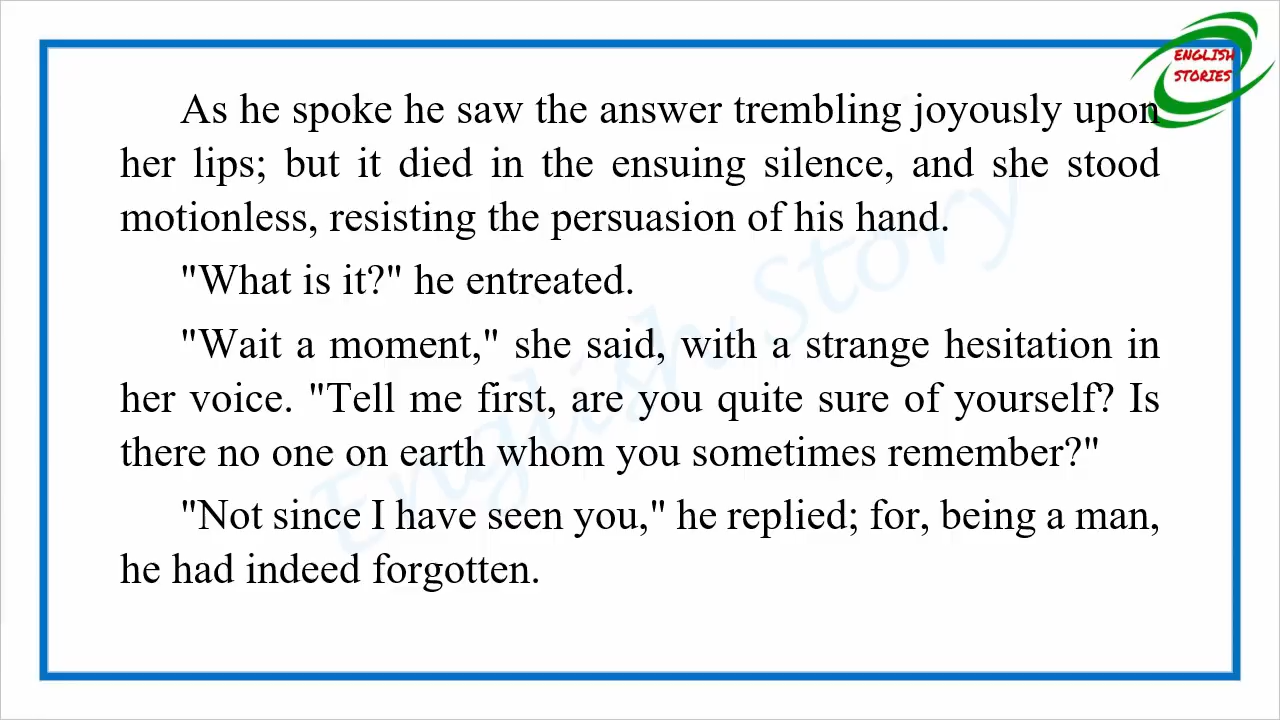 ENGLISH
STORIES
As he spoke he saw the answer trembling joyously upon
her lips; but it died in the ensuing silence, and she stood
motionless, resisting the persuasion of his hand.
"What is it?" he entreated.
"Wait a moment," she said, with a strange hesitation in
her voice. "Tell me first, are you quite sure of yourself? Is
there no one on earth whom you sometimes remember?"
"Not since I have seen you," he replied; for, being a man,
he had indeed forgotten.
English Story